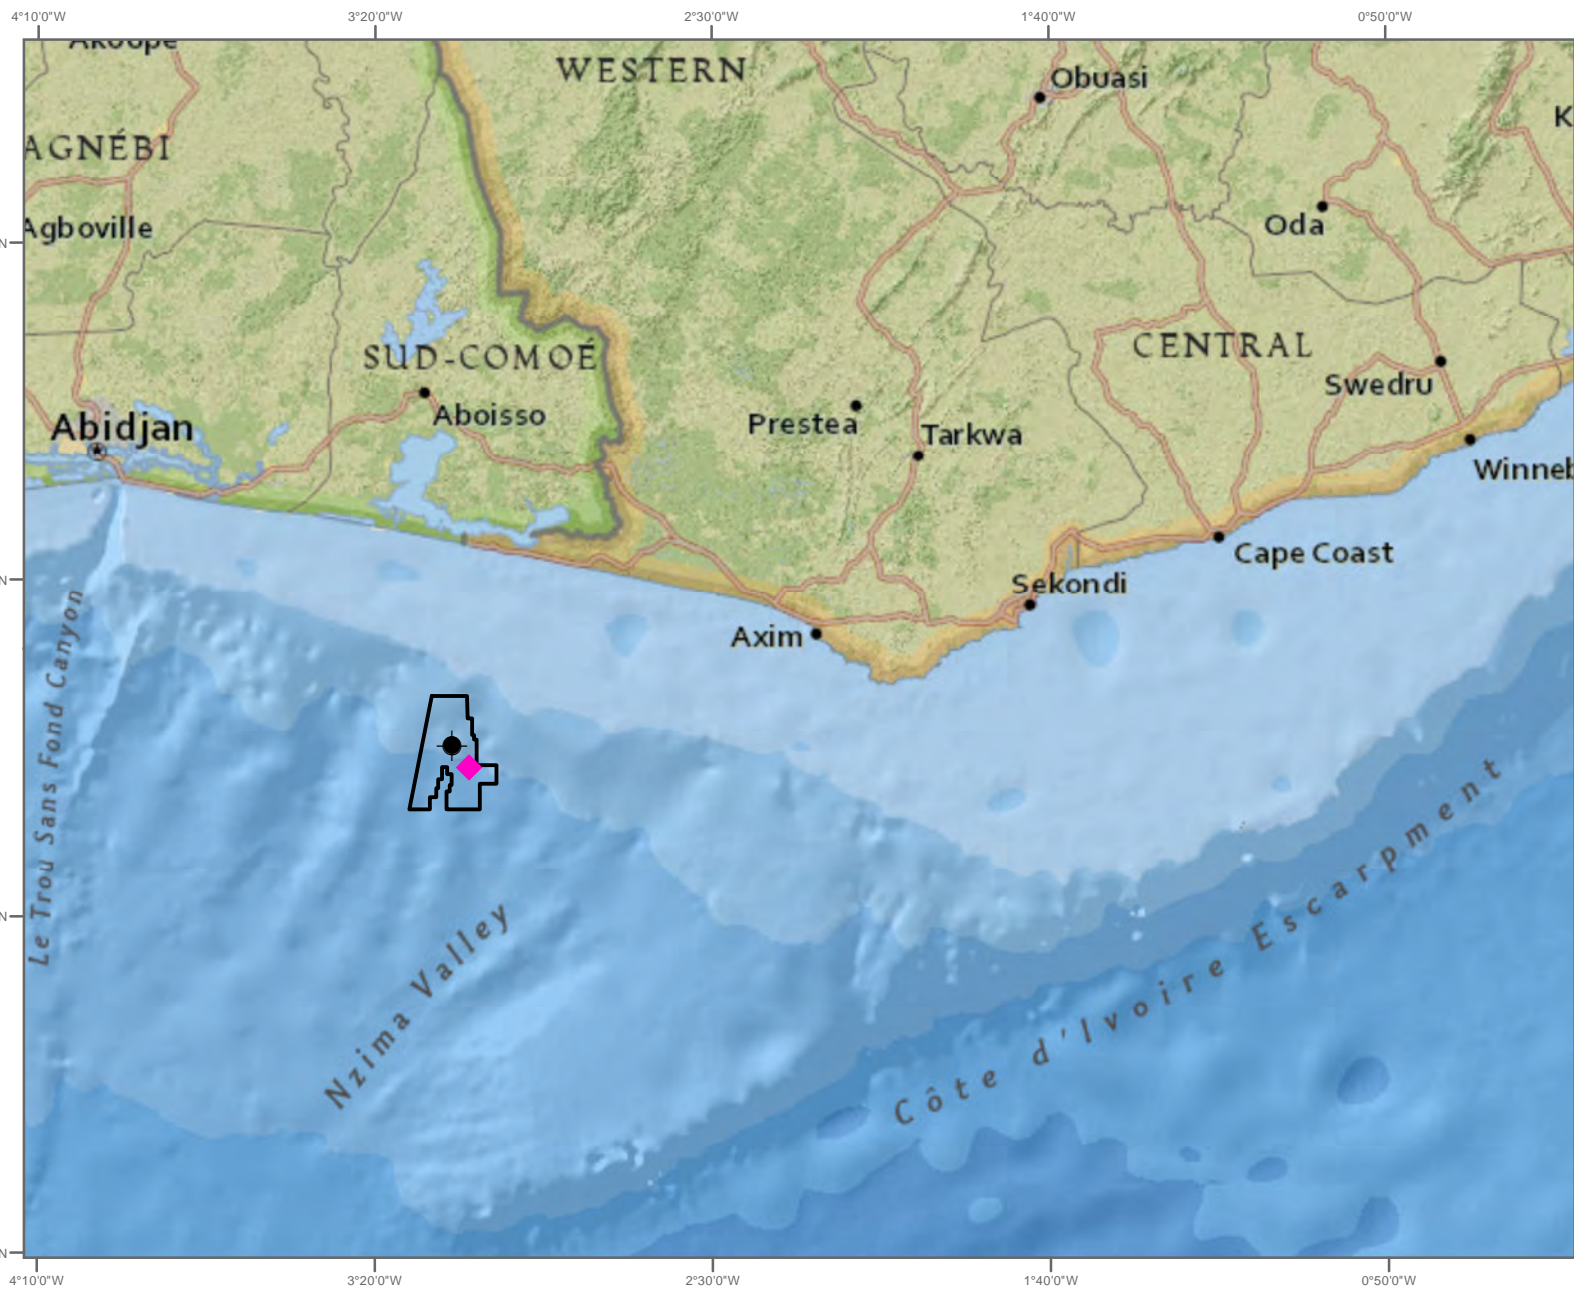 4°10'0"W 3°20'0"W 2°30'0"W 1°40'0"W 0°50'0"W
Akoupé
WESTERN
Obuasi
K
AGNÉBI
Agboville
Oda
N
SUD-COMOÉ
CENTRAL
Swedru
Abidjan
Aboisso
Prestea
Tarkwa
Winneb
Cape Coast
N
Sekondi
Axim
Le Trou Sans Fond Canyon
N
Nzima Valley
Côte d'Ivoire Escarpment
N
4°10'0"W 3°20'0"W 2°30'0"W 1°40'0"W 0°50'0"W